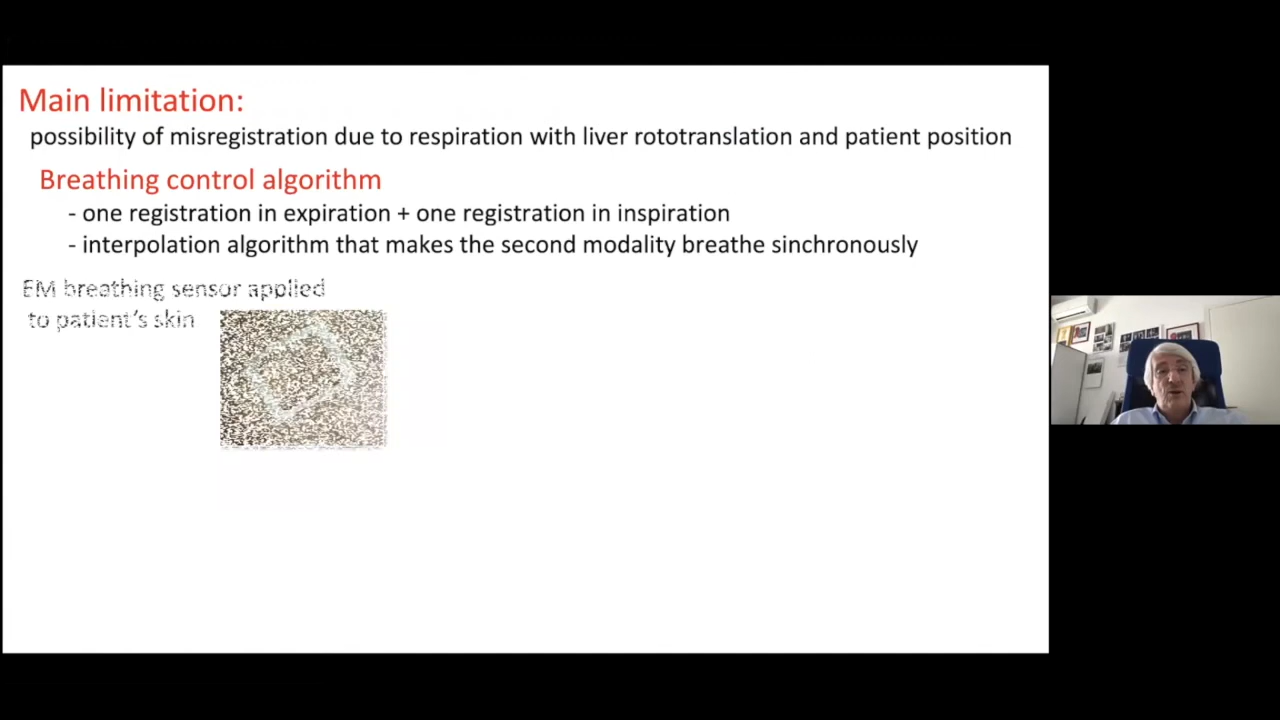 Main limitation:
possibility of misregistration due to respiration with liver rototranslation and patient position
Breathing control algorithm
- one registration in expiration + one registration in inspiration
- interpolation algorithm that makes the second modality breathe sinchronously
EM breathing sensor applied
to patient's skin